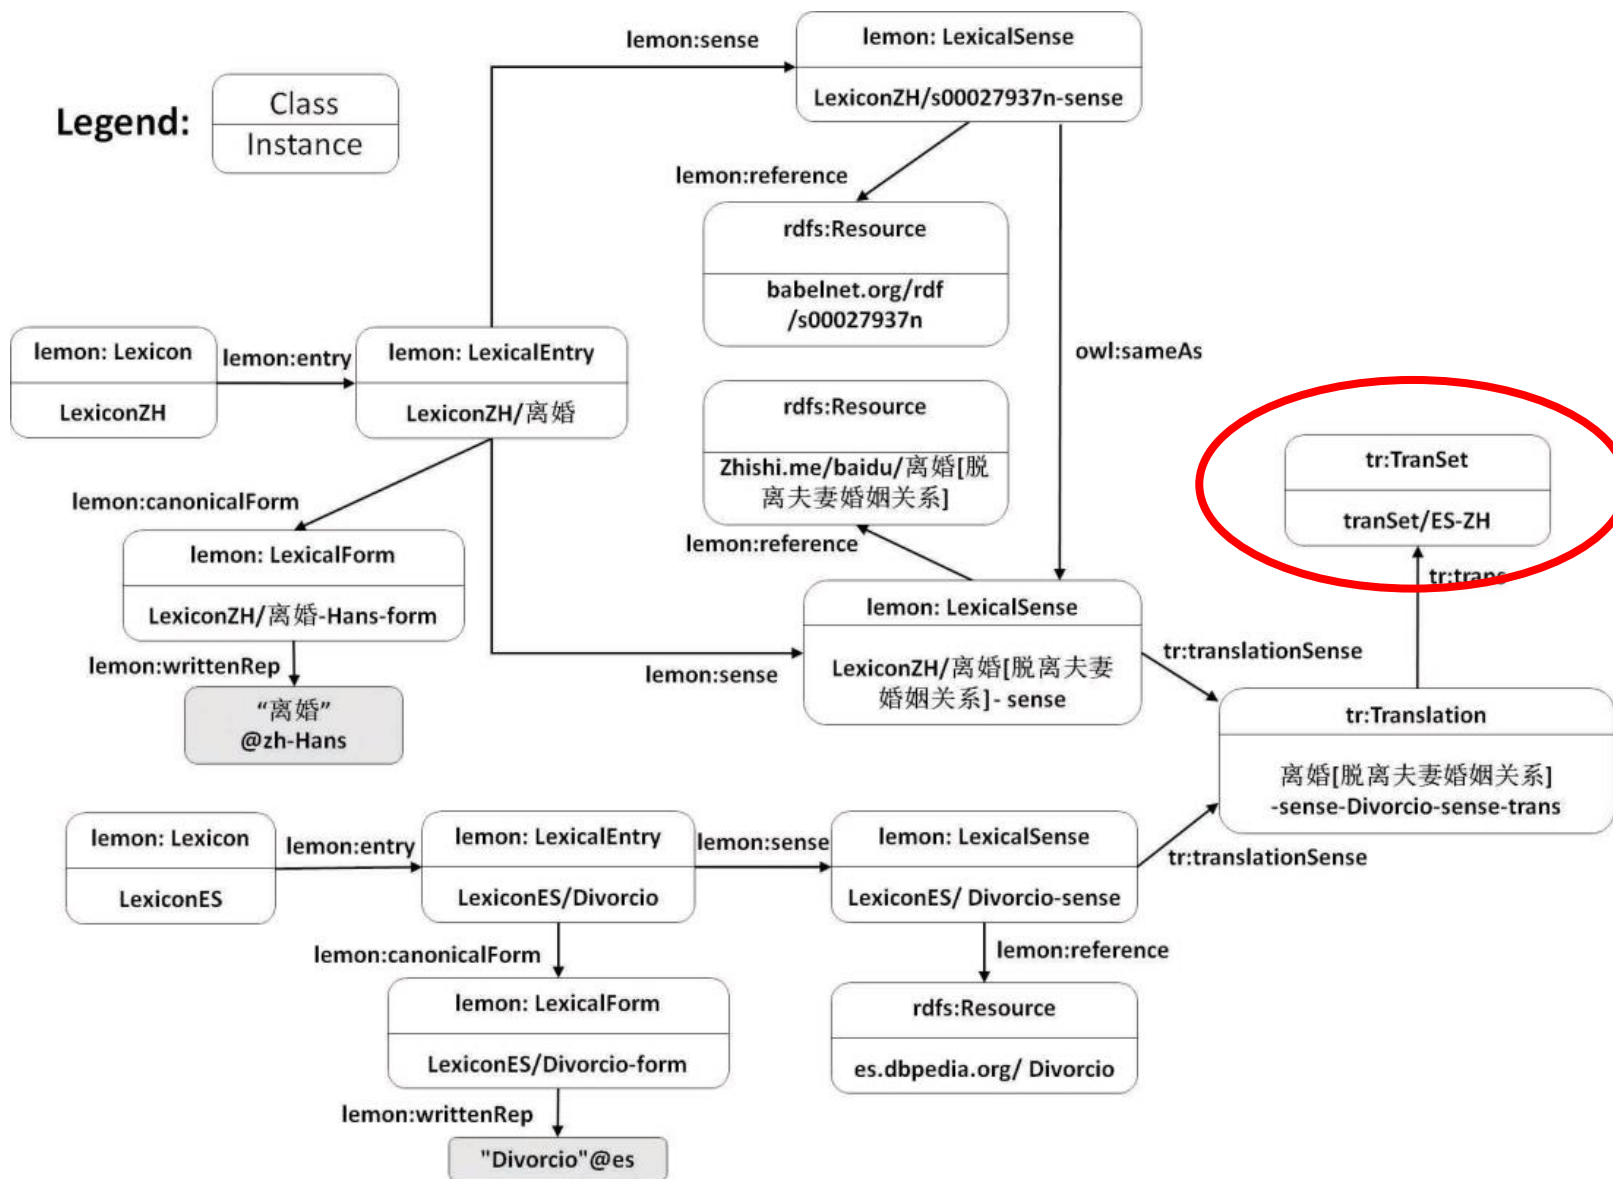 Legend:
Class
Instance
lemon:sense
lemon: LexicalSense
LexiconZH/s00027937n-sense
lemon:reference
rdfs:Resource
babelnet.org/rdf
/s00027937n
owl:sameAs
lemon: Lexicon
LexiconZH
lemon:entry
lemon: LexicalEntry
LexiconZH/离婚
rdfs:Resource
Zhishi.me/baidu/离婚[脱
离夫妻婚姻关系]
lemon:reference
lemon:canonicalForm
lemon: LexicalForm
LexiconZH/离婚-Hans-form
lemon:writtenRep
“离婚”
@zh-Hans
lemon:sense
lemon: LexicalSense
LexiconZH/离婚[脱离夫妻
婚姻关系]- sense
tr:translationSense
tr:TranSet
tranSet/ES-ZH
tr:trans
tr:Translation
离婚[脱离夫妻婚姻关系]
-sense-Divorcio-sense-trans
tr:translationSense
lemon: Lexicon
LexiconES
lemon:entry
lemon: LexicalEntry
LexiconES/Divorcio
lemon:sense
lemon: LexicalSense
LexiconES/ Divorcio-sense
lemon:canonicalForm
lemon: LexicalForm
LexiconES/Divorcio-form
lemon:writtenRep
"Divorcio"@es
lemon:reference
rdfs:Resource
es.dbpedia.org/ Divorcio